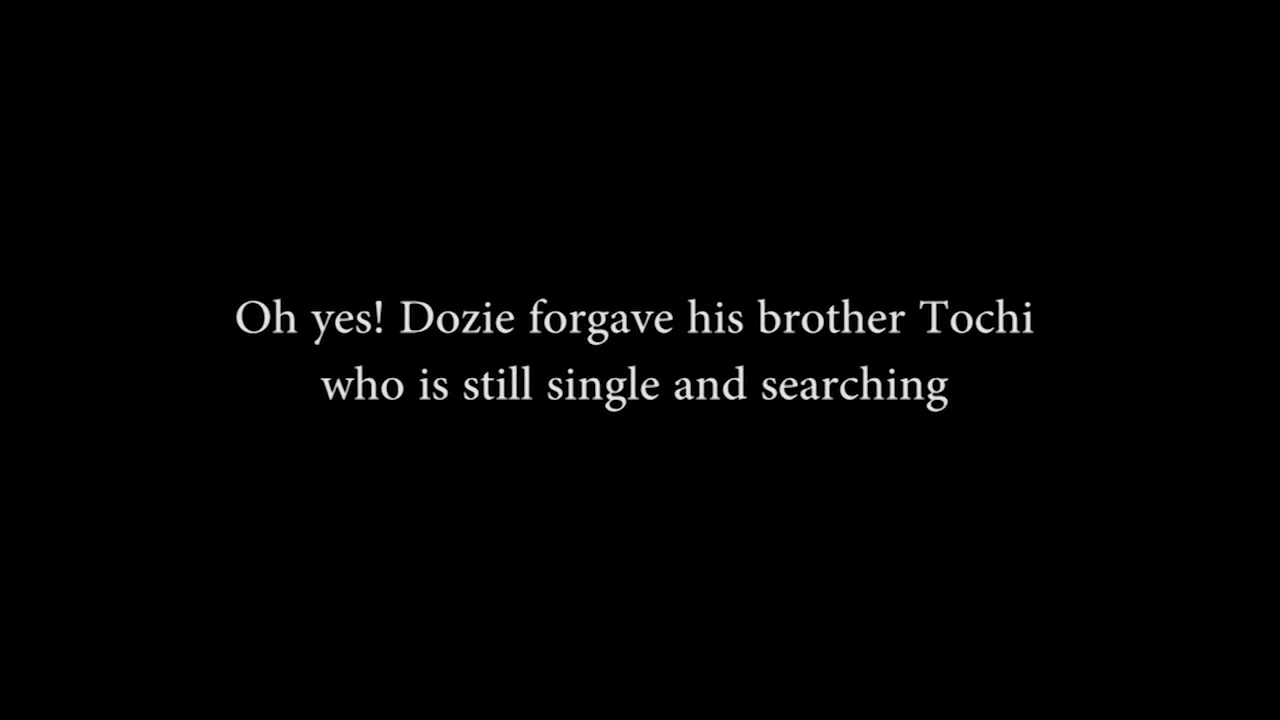 Oh yes! Dozie forgave his brother Tochi
who is still single and searching